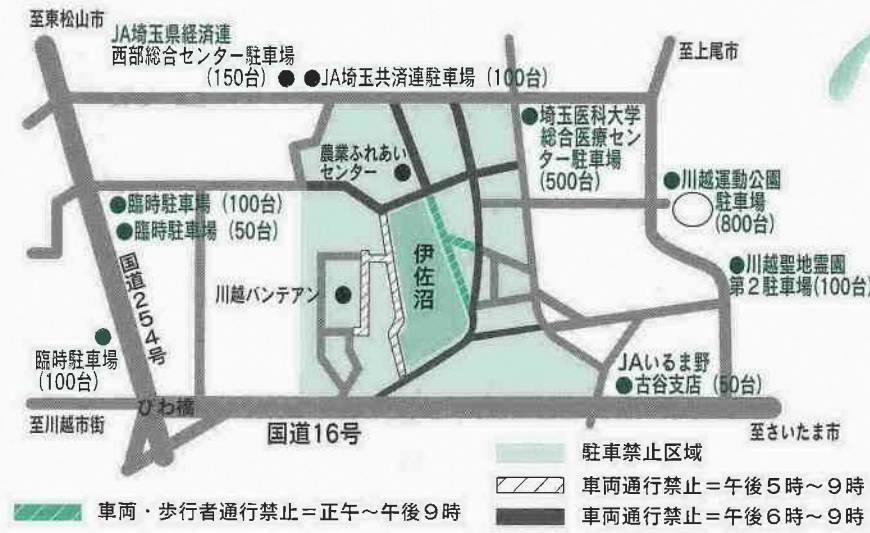 至東松山市
JA埼玉県経済連
西部総合センター駐車場
(150台)
JA埼玉共済連駐車場 (100台)
至上尾市
農業ふれあい
センター
埼玉医科大学
総合医療セン
ター駐車場
(500台)
川越運動公園
駐車場
(800台)
臨時駐車場 (100台)
臨時駐車場 (50台)
国道254号
川越パンテアン
伊佐沼
川越聖地霊園
第2駐車場(100台)
臨時駐車場
(100台)
JAいるま野
古谷支店 (50台)
びわ橋
至川越市街
国道16号
至さいたま市
駐車禁止区域
車両通行禁止=午後5時〜9時
車両・歩行者通行禁止=正午〜午後9時
車両通行禁止=午後6時〜9時